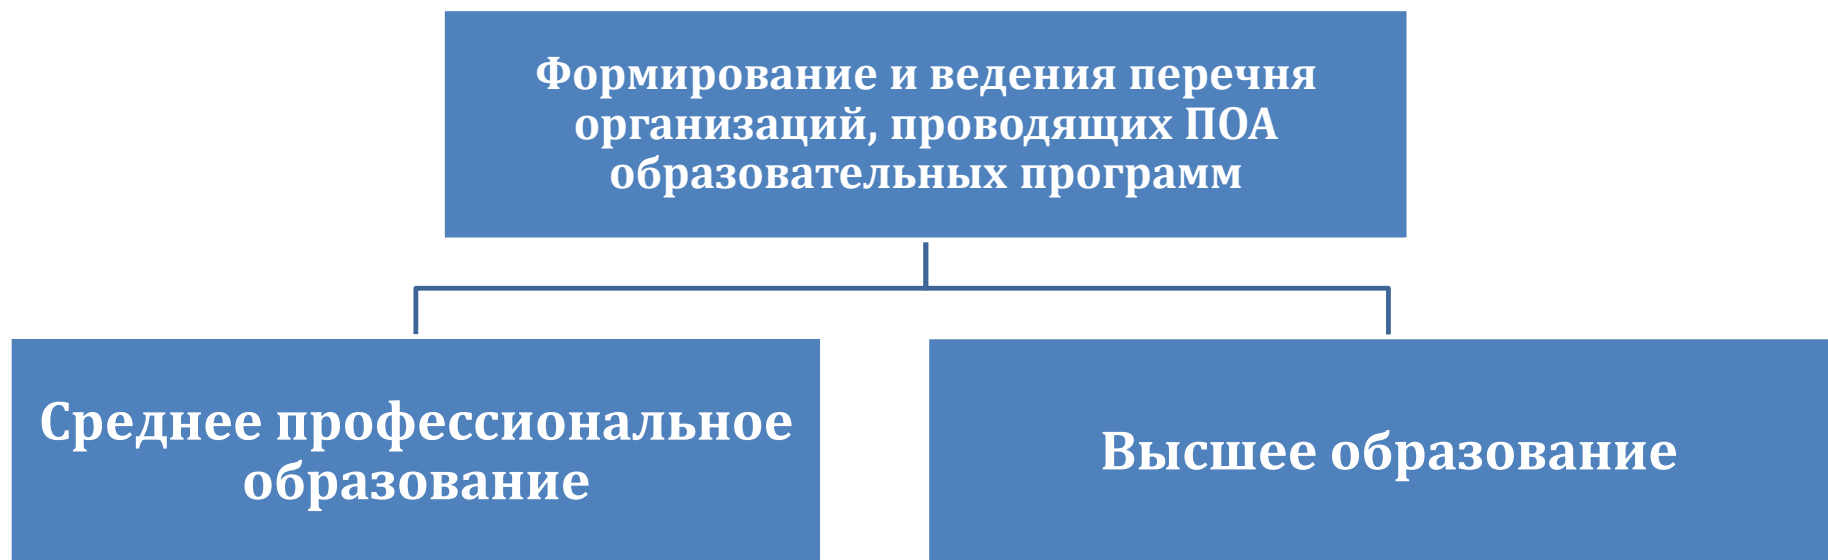 Формирование и ведения перечня
организаций, проводящих ПОА
образовательных программ
Среднее профессиональное
образование
Высшее образование